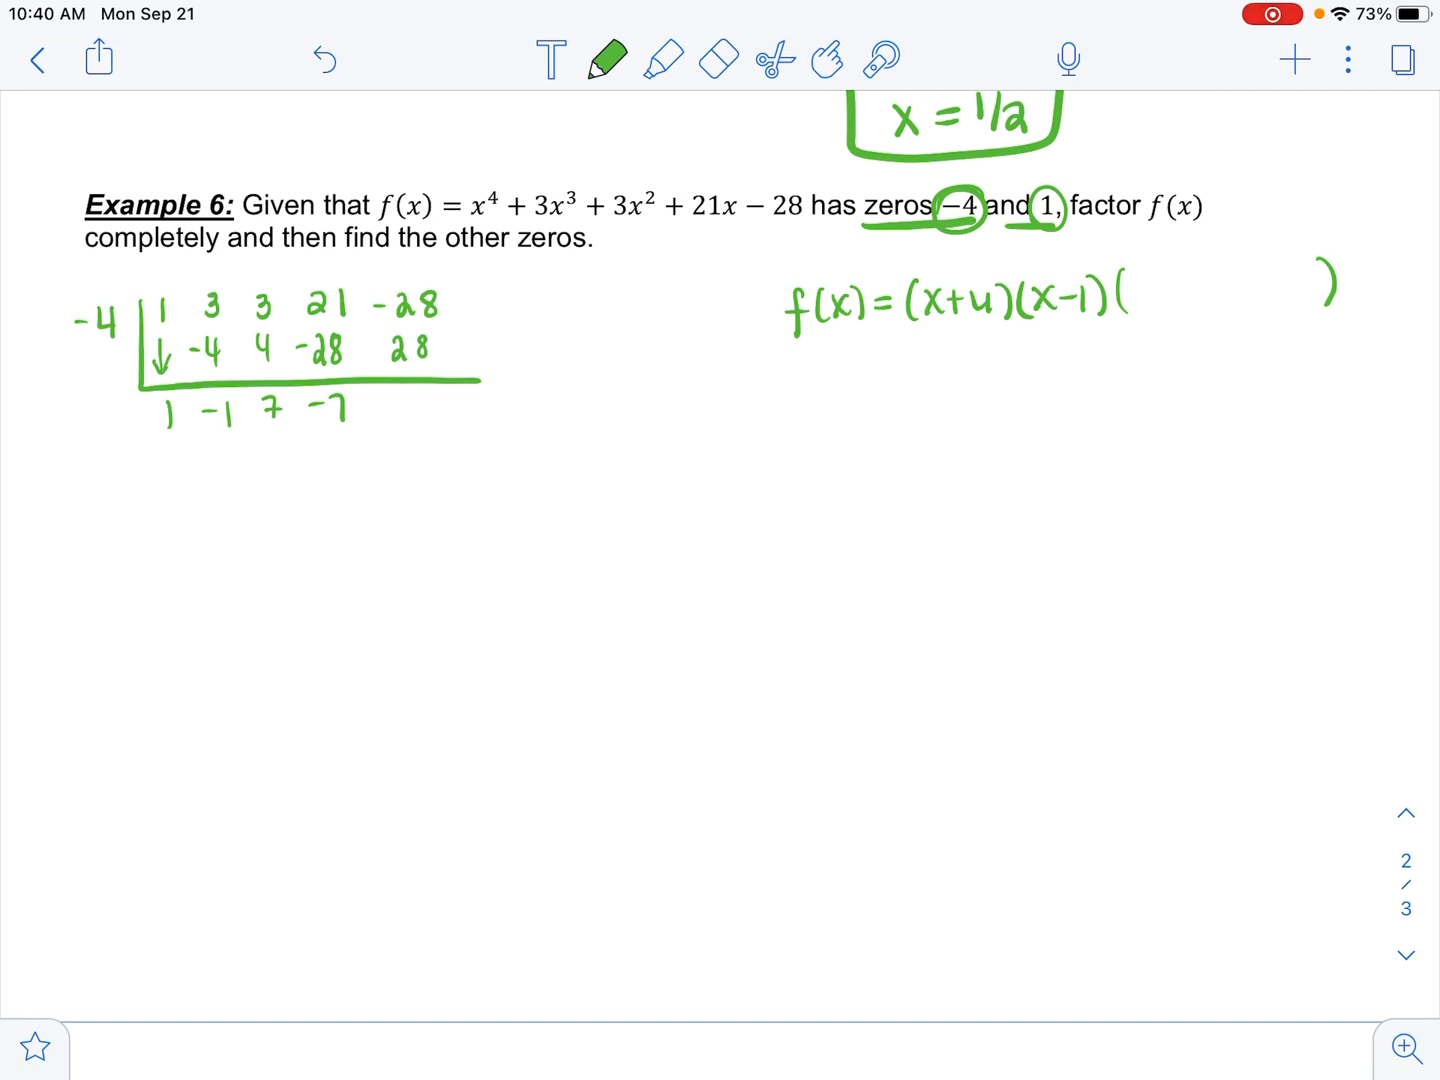 10:40 AM Mon Sep 21
73%
T
x = 1/2
Example 6: Given that f(x) = x⁴ + 3x³ + 3x² + 21x − 28 has zeros −4 and 1, factor f(x)
completely and then find the other zeros.
f(x) = (x+4)(x-1)( )
-4 1 3 3 21 -28
↓ -4 4 -28 28
1 -1 7 -7
2
/
3